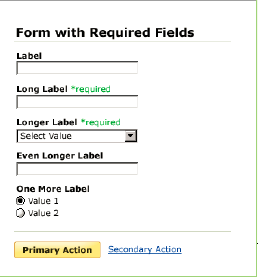 Form with Required Fields
Label
Long Label *required
Longer Label *required
Select Value
Even Longer Label
One More Label
Value 1
Value 2
Primary Action Secondary Action